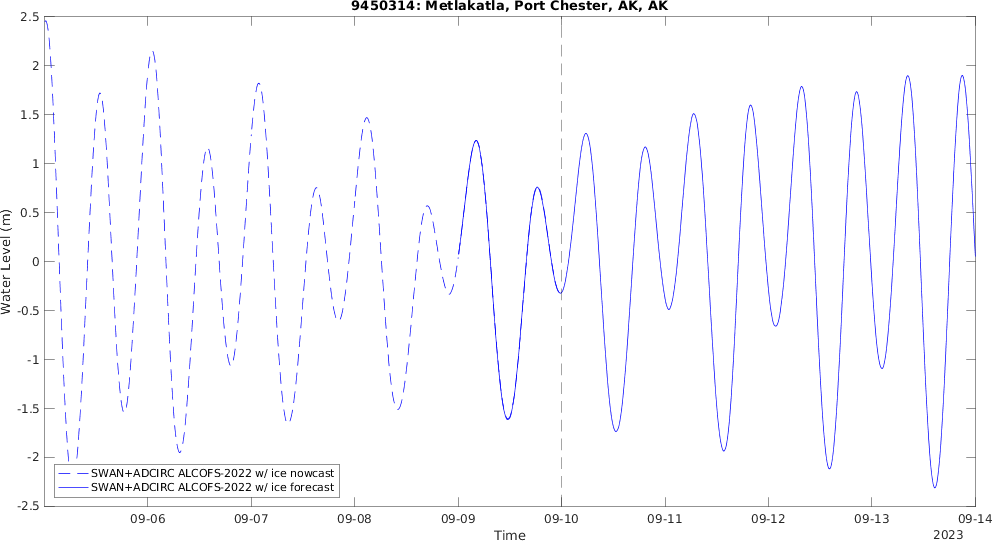 9450314: Metlakatla, Port Chester, AK, AK
2.5
2
1.5
1
0.5
0
-0.5
-1
-1.5
-2
-2.5
Water Level (m)
SWAN+ADCIRC ALCOFS-2022 w/ ice nowcast
SWAN+ADCIRC ALCOFS-2022 w/ ice forecast
09-06 09-07 09-08 09-09 09-10 09-11 09-12 09-13 09-14
Time
2023